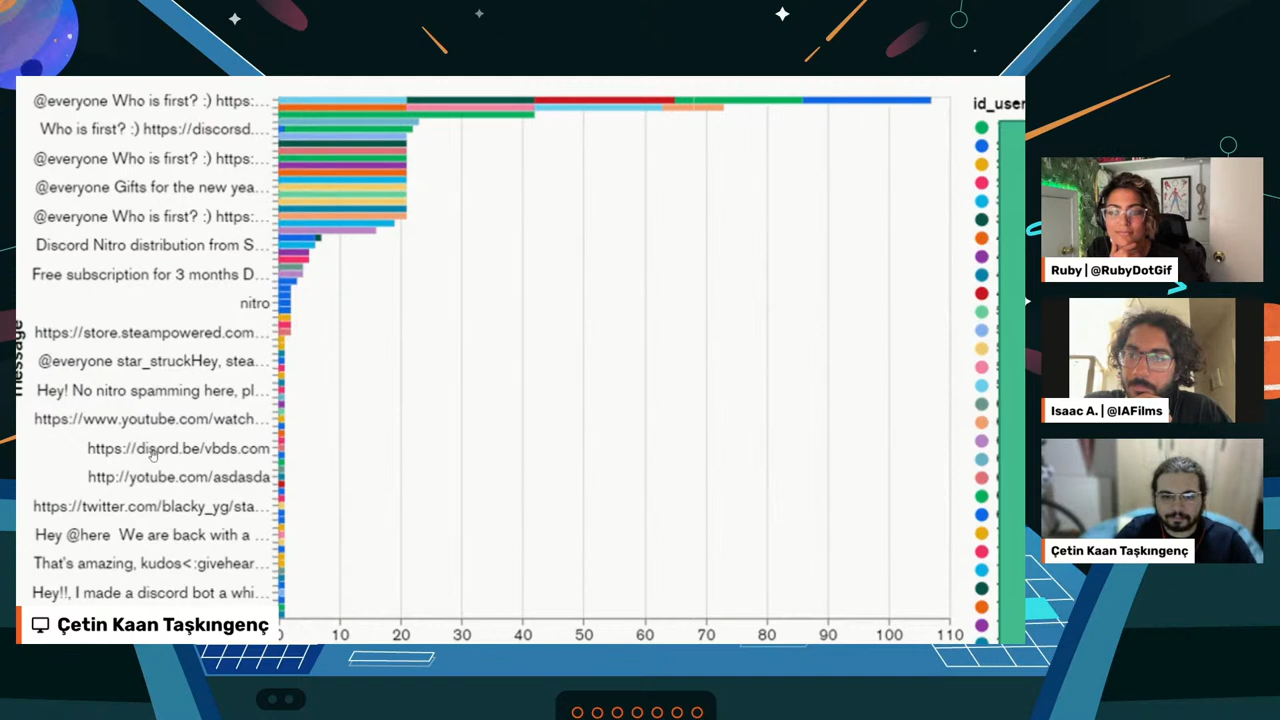 @everyone Who is first? :) https:...
Who is first? :) https://discorsd....
@everyone Who is first? :) https:...
@everyone Gifts for the new yea...
@everyone Who is first? :) https:...
Discord Nitro distribution from S...
Free subscription for 3 months D...
nitro
https://store.steampowered.com...
@everyone star_struckHey, stea...
Hey! No nitro spamming here, pl...
https://www.youtube.com/watch...
https://disord.be/vbds.com
http://yotube.com/asdasda
https://twitter.com/blacky_yg/sta...
Hey @here We are back with a ...
That's amazing, kudos<:givehear...
Hey!!, I made a discord bot a whi...
message
0 10 20 30 40 50 60 70 80 90 100 110
id_user
Çetin Kaan Taşkıngenç
Ruby | @RubyDotGif
Isaac A. | @IAFilms
Çetin Kaan Taşkıngenç